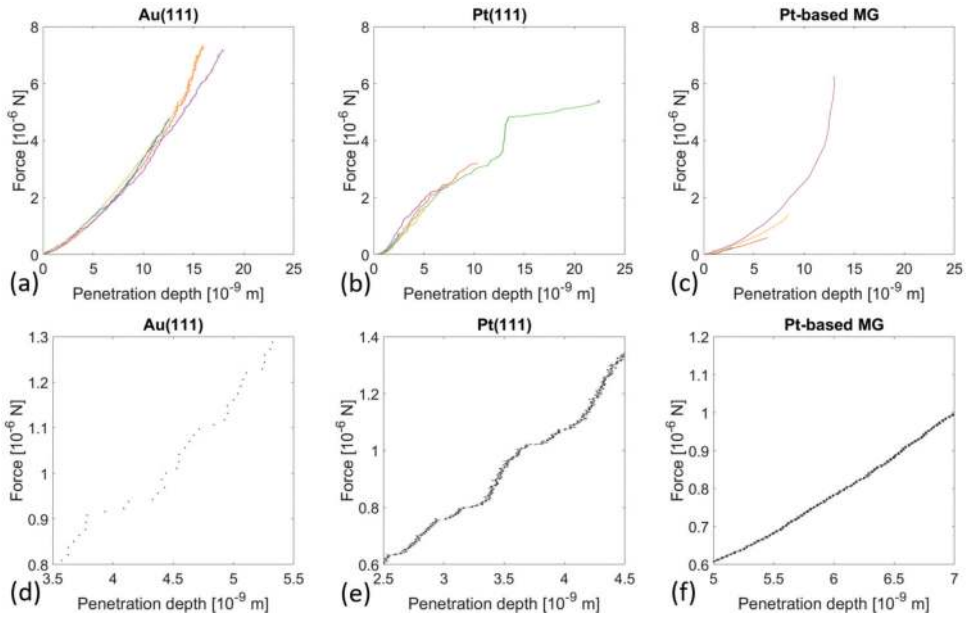 Au(111)
Pt(111)
Pt-based MG
8
6
4
2
0
Force [10⁻⁶ N]
0 5 10 15 20 25
Penetration depth [10⁻⁹ m]
(a)
8
6
4
2
0
Force [10⁻⁶ N]
0 5 10 15 20 25
Penetration depth [10⁻⁹ m]
(b)
8
6
4
2
0
Force [10⁻⁶ N]
0 5 10 15 20 25
Penetration depth [10⁻⁹ m]
(c)
Au(111)
Pt(111)
Pt-based MG
1.3
1.2
1.1
1
0.9
0.8
Force [10⁻⁶ N]
3.5 4 4.5 5 5.5
Penetration depth [10⁻⁹ m]
(d)
1.4
1.2
1
0.8
0.6
Force [10⁻⁶ N]
2.5 3 3.5 4 4.5
Penetration depth [10⁻⁹ m]
(e)
1.2
1.1
1
0.9
0.8
0.7
0.6
Force [10⁻⁶ N]
5 5.5 6 6.5 7
Penetration depth [10⁻⁹ m]
(f)